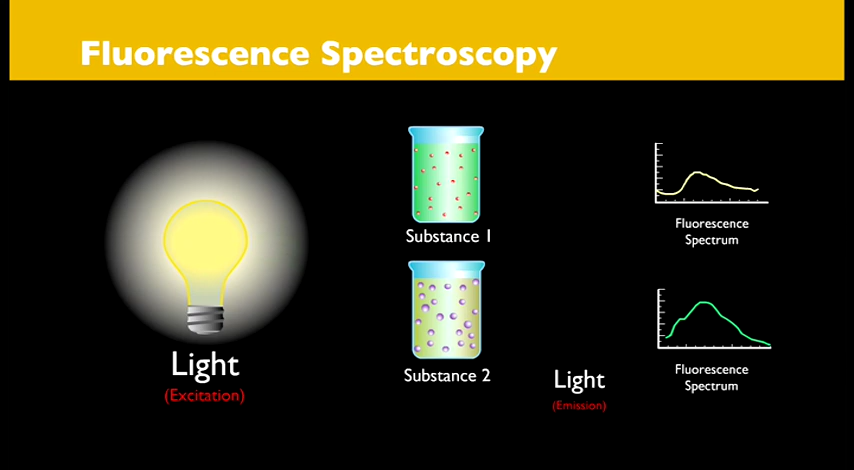 Fluorescence Spectroscopy
Light
(Excitation)
Substance 1
Substance 2
Light
(Emission)
Fluorescence
Spectrum
Fluorescence
Spectrum